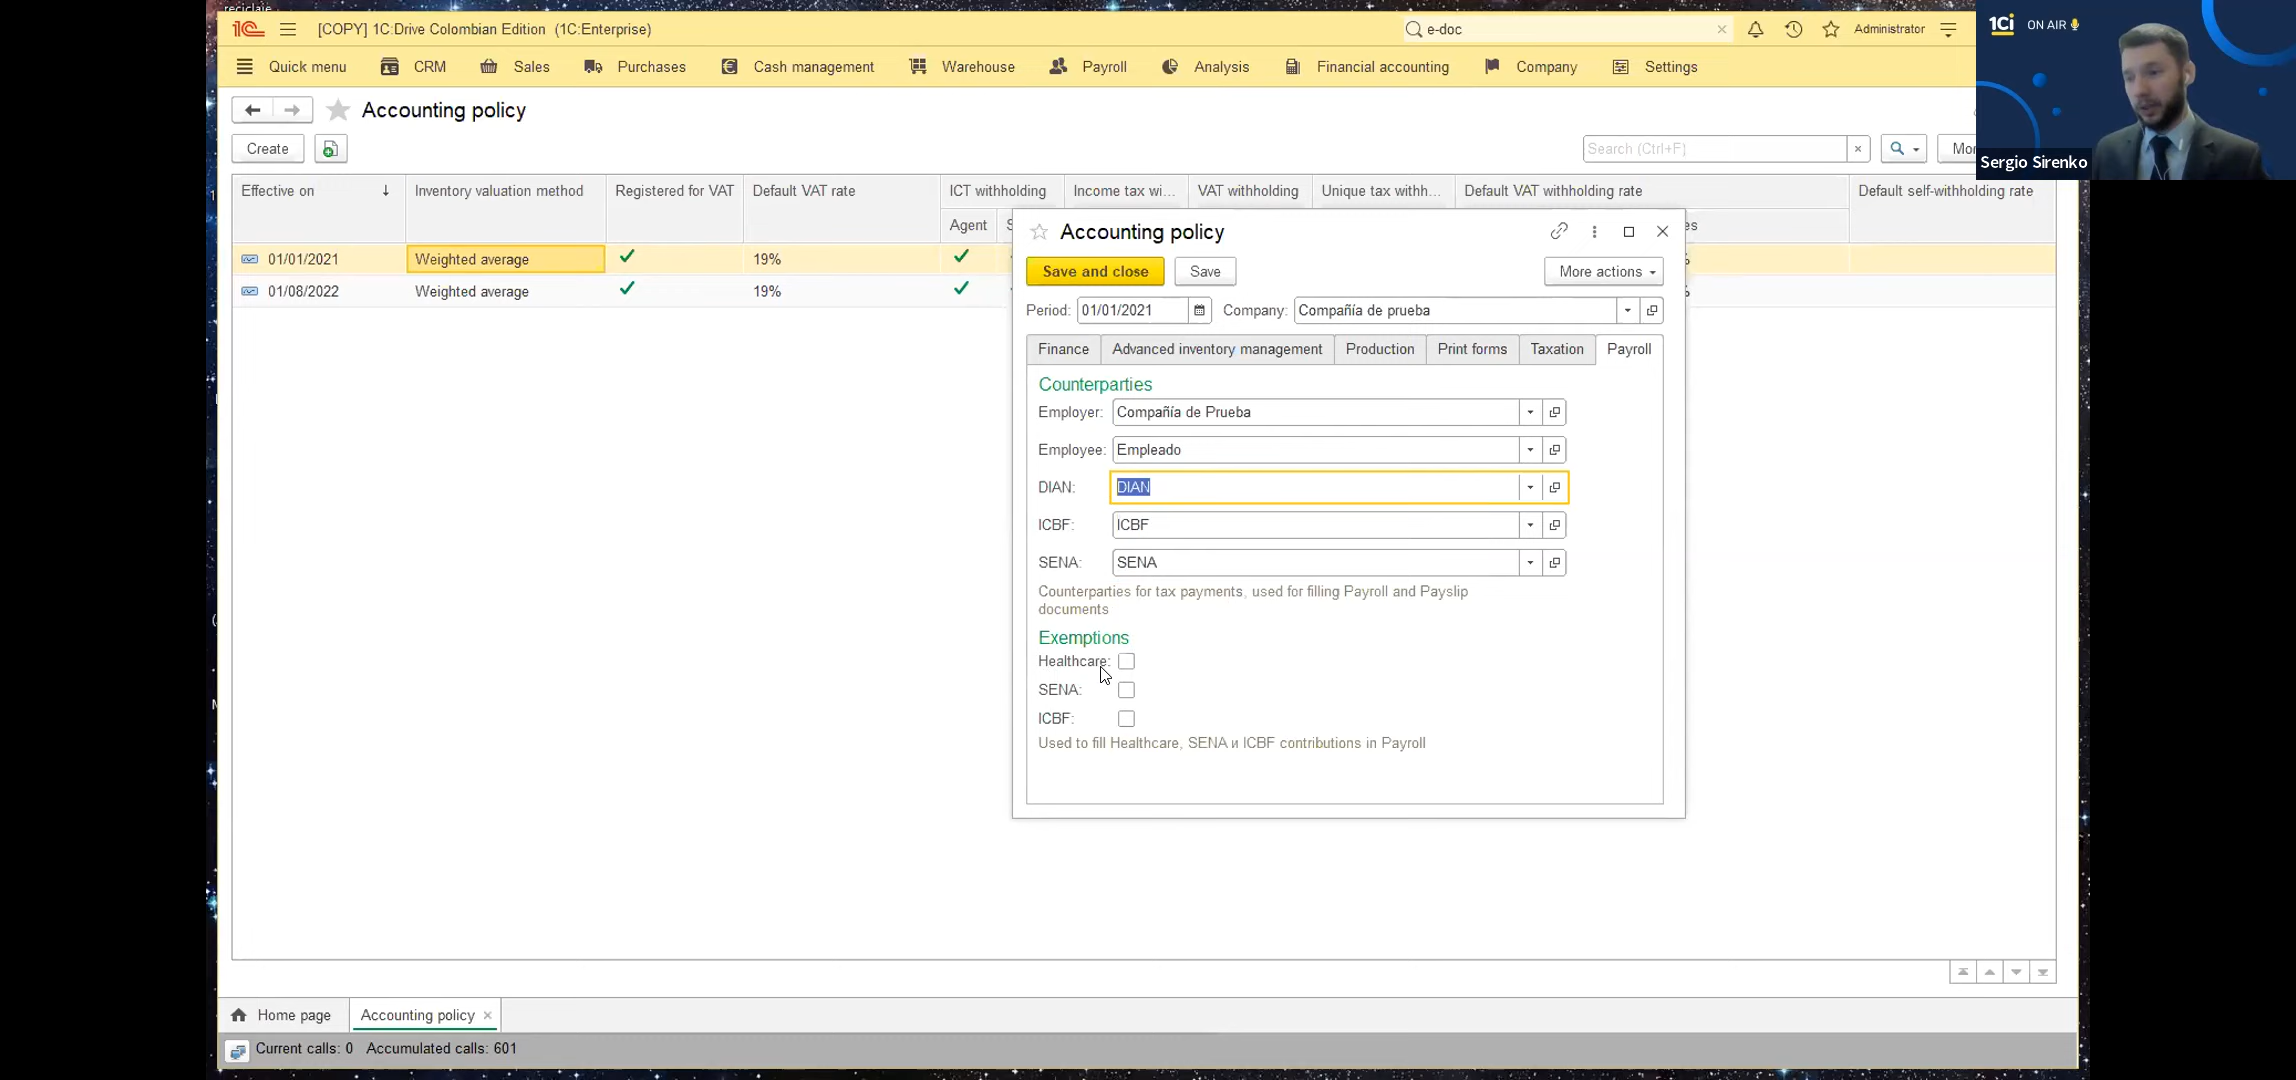 reciclaje
[COPY] 1C:Drive Colombian Edition (1C:Enterprise)
e-doc
Administrator
1Ci ON AIR
Quick menu CRM Sales Purchases Cash management Warehouse Payroll Analysis Financial accounting Company Settings
Accounting policy
Sergio Sirenko
Create
Search (Ctrl+F)
Mo
Effective on Inventory valuation method Registered for VAT Default VAT rate ICT withholding Income tax wi... VAT withholding Unique tax withh... Default VAT withholding rate Default self-withholding rate
Agent
01/01/2021 Weighted average 19%
01/08/2022 Weighted average 19%
Accounting policy
Save and close Save More actions
Period: 01/01/2021 Company: Compañía de prueba
Finance Advanced inventory management Production Print forms Taxation Payroll
Counterparties
Employer: Compañía de Prueba
Employee: Empleado
DIAN: DIAN
ICBF: ICBF
SENA: SENA
Counterparties for tax payments, used for filling Payroll and Payslip
documents
Exemptions
Healthcare:
SENA:
ICBF:
Used to fill Healthcare, SENA и ICBF contributions in Payroll
Home page Accounting policy
Current calls: 0 Accumulated calls: 601